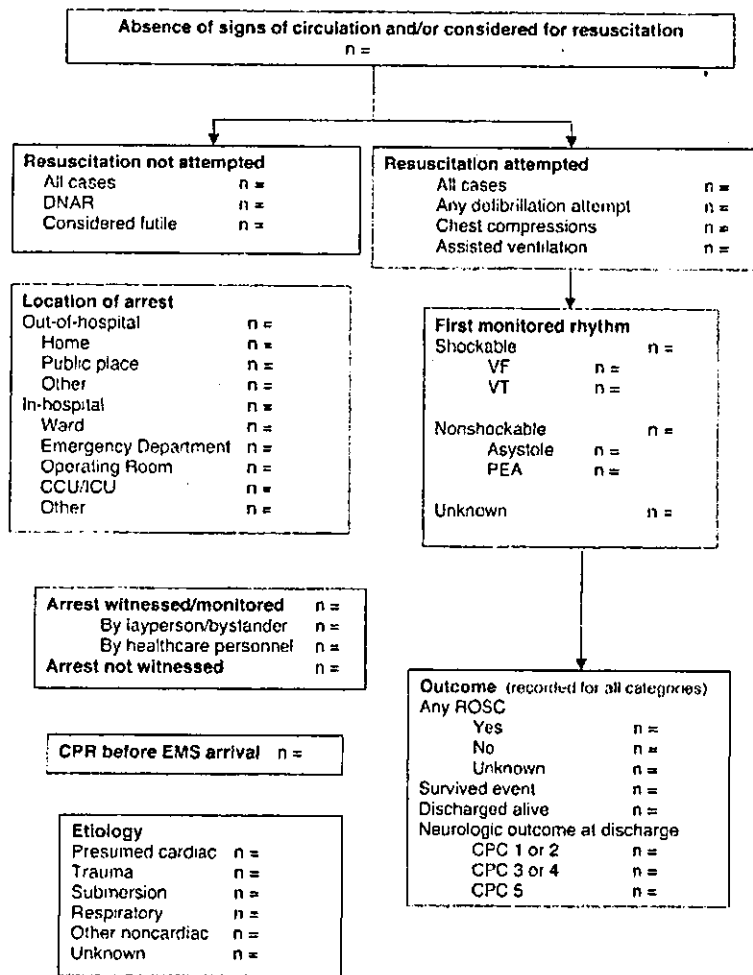 Absence of signs of circulation and/or considered for resuscitation
n =
Resuscitation not attempted
All cases n =
DNAR n =
Considered futile n =
Resuscitation attempted
All cases n =
Any defibrillation attempt n =
Chest compressions n =
Assisted ventilation n =
Location of arrest
Out-of-hospital n =
Home n =
Public place n =
Other n =
In-hospital n =
Ward n =
Emergency Department n =
Operating Room n =
CCU/ICU n =
Other n =
First monitored rhythm
Shockable n =
VF n =
VT n =
Nonshockable n =
Asystole n =
PEA n =
Unknown n =
Arrest witnessed/monitored n =
By layperson/bystander n =
By healthcare personnel n =
Arrest not witnessed n =
CPR before EMS arrival n =
Etiology
Presumed cardiac n =
Trauma n =
Submersion n =
Respiratory n =
Other noncardiac n =
Unknown n =
Outcome (recorded for all categories)
Any ROSC
Yes n =
No n =
Unknown n =
Survived event n =
Discharged alive n =
Neurologic outcome at discharge
CPC 1 or 2 n =
CPC 3 or 4 n =
CPC 5 n =